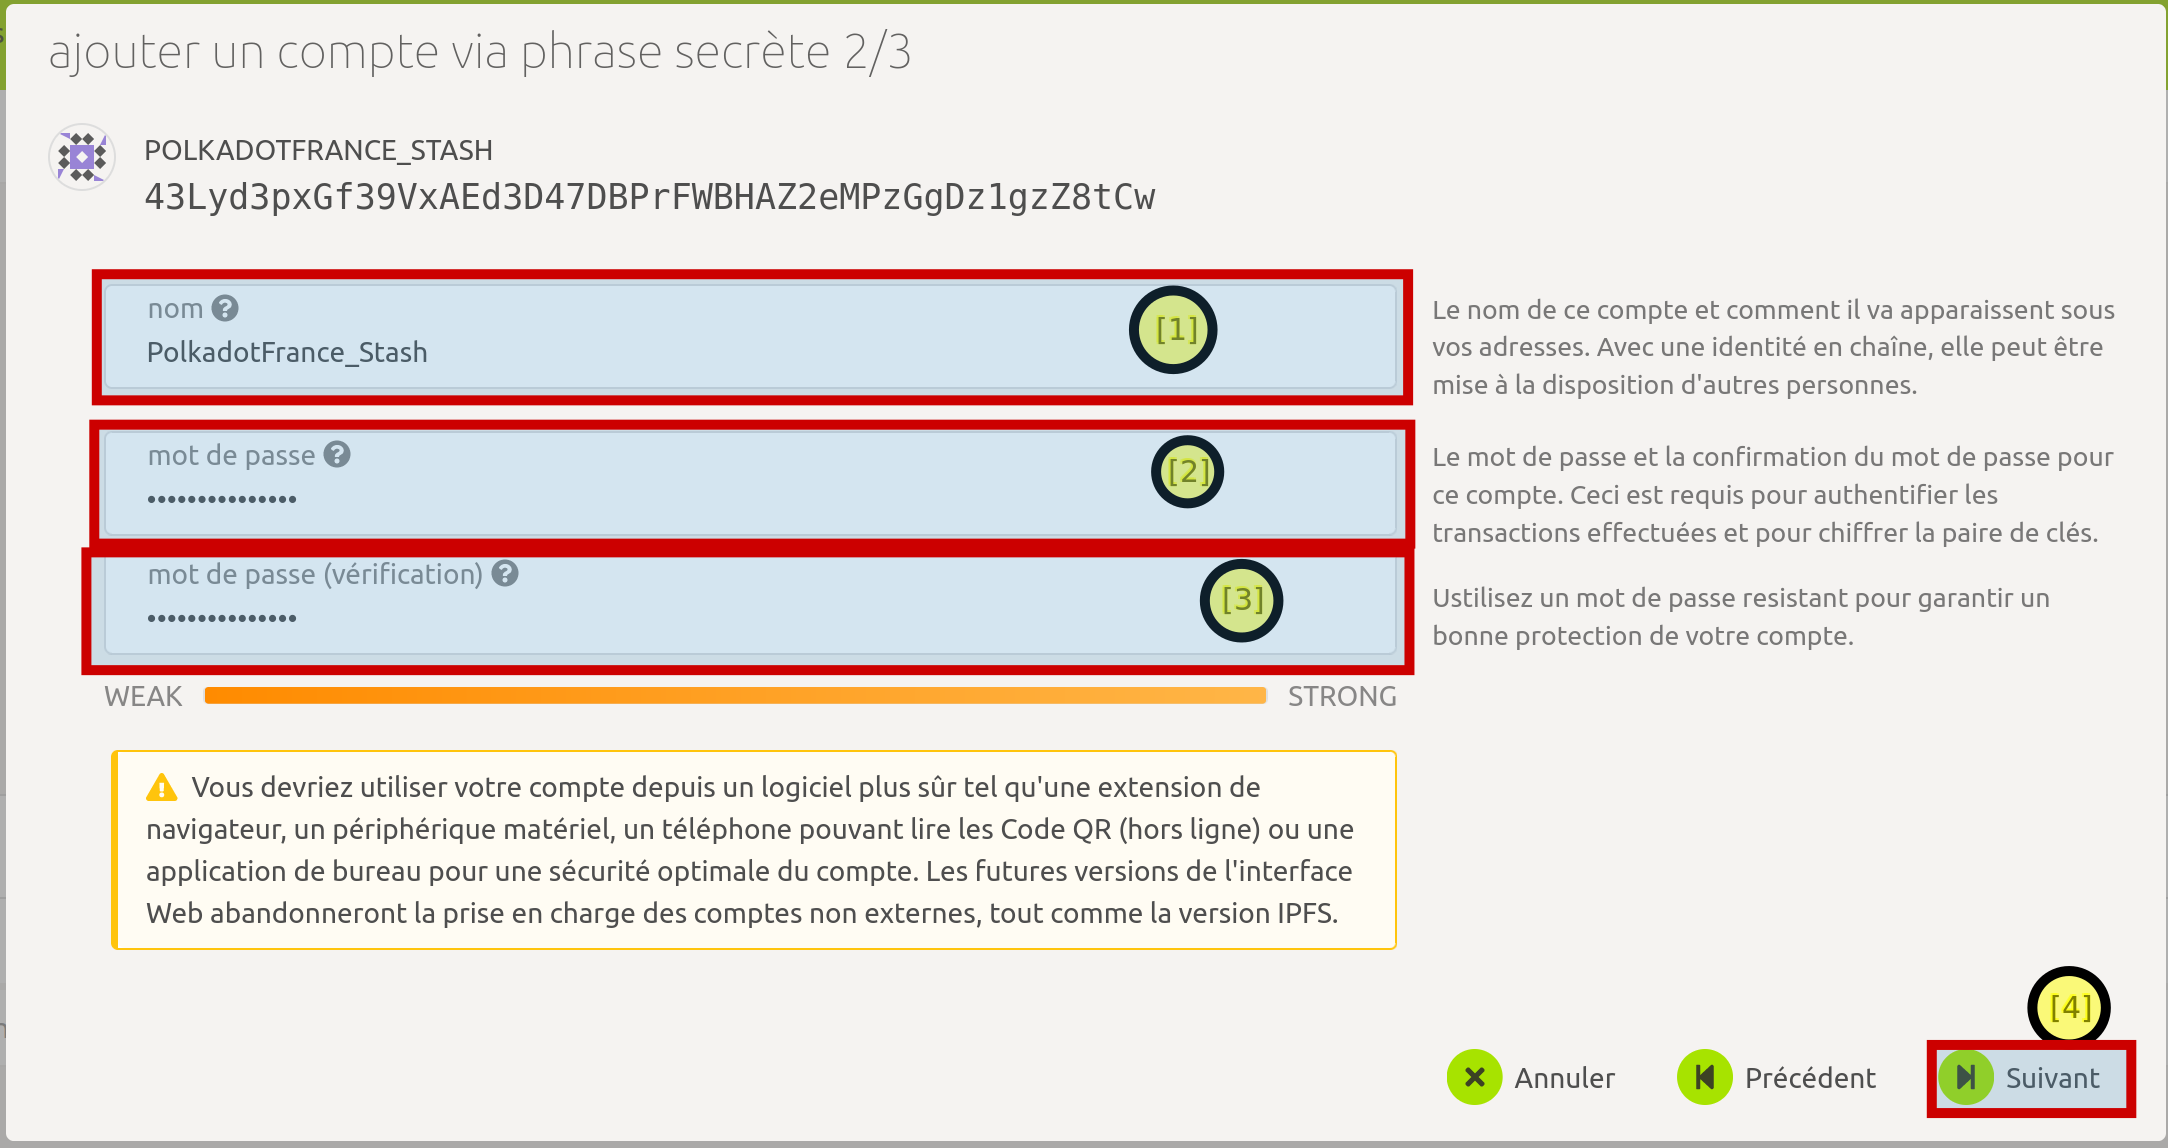 ajouter un compte via phrase secrète 2/3
POLKADOTFRANCE_STASH
43Lyd3pxGf39VxAEd3D47DBPrFWBHAZ2eMPzGgDz1gzZ8tCw
nom
[1]
PolkadotFrance_Stash
Le nom de ce compte et comment il va apparaissent sous
vos adresses. Avec une identité en chaîne, elle peut être
mise à la disposition d'autres personnes.
mot de passe
[2]
•••••••••••••••
Le mot de passe et la confirmation du mot de passe pour
ce compte. Ceci est requis pour authentifier les
transactions effectuées et pour chiffrer la paire de clés.
mot de passe (vérification)
[3]
•••••••••••••••
Ustilisez un mot de passe resistant pour garantir un
bonne protection de votre compte.
WEAK STRONG
Vous devriez utiliser votre compte depuis un logiciel plus sûr tel qu'une extension de
navigateur, un périphérique matériel, un téléphone pouvant lire les Code QR (hors ligne) ou une
application de bureau pour une sécurité optimale du compte. Les futures versions de l'interface
Web abandonneront la prise en charge des comptes non externes, tout comme la version IPFS.
[4]
Annuler Précédent Suivant